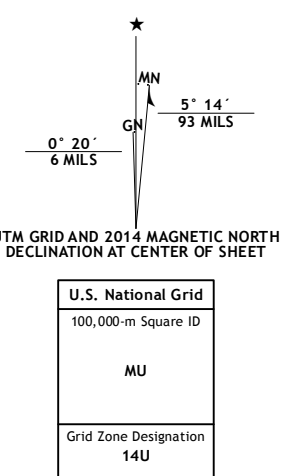 ★
MN
GN
5° 14´
93 MILS
0° 20´
6 MILS
UTM GRID AND 2014 MAGNETIC NORTH
DECLINATION AT CENTER OF SHEET
U.S. National Grid
100,000-m Square ID
MU
Grid Zone Designation
14U